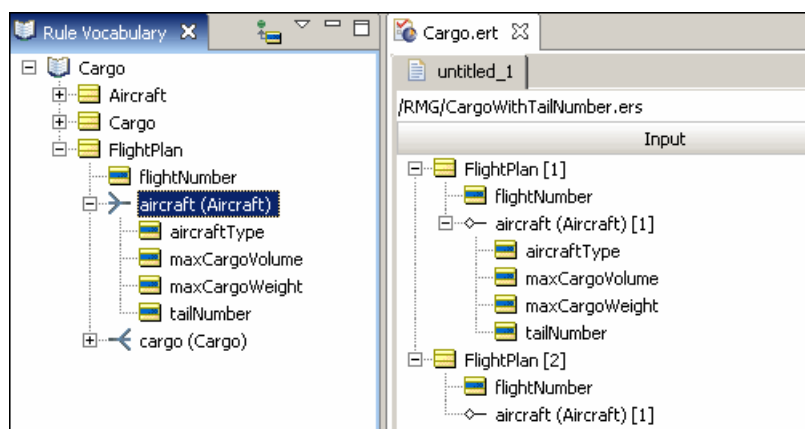 Rule Vocabulary
Cargo
Aircraft
Cargo
FlightPlan
flightNumber
aircraft (Aircraft)
aircraftType
maxCargoVolume
maxCargoWeight
tailNumber
cargo (Cargo)
Cargo.ert
untitled_1
/RMG/CargoWithTailNumber.ers
Input
FlightPlan [1]
flightNumber
aircraft (Aircraft) [1]
aircraftType
maxCargoVolume
maxCargoWeight
tailNumber
FlightPlan [2]
flightNumber
aircraft (Aircraft) [1]